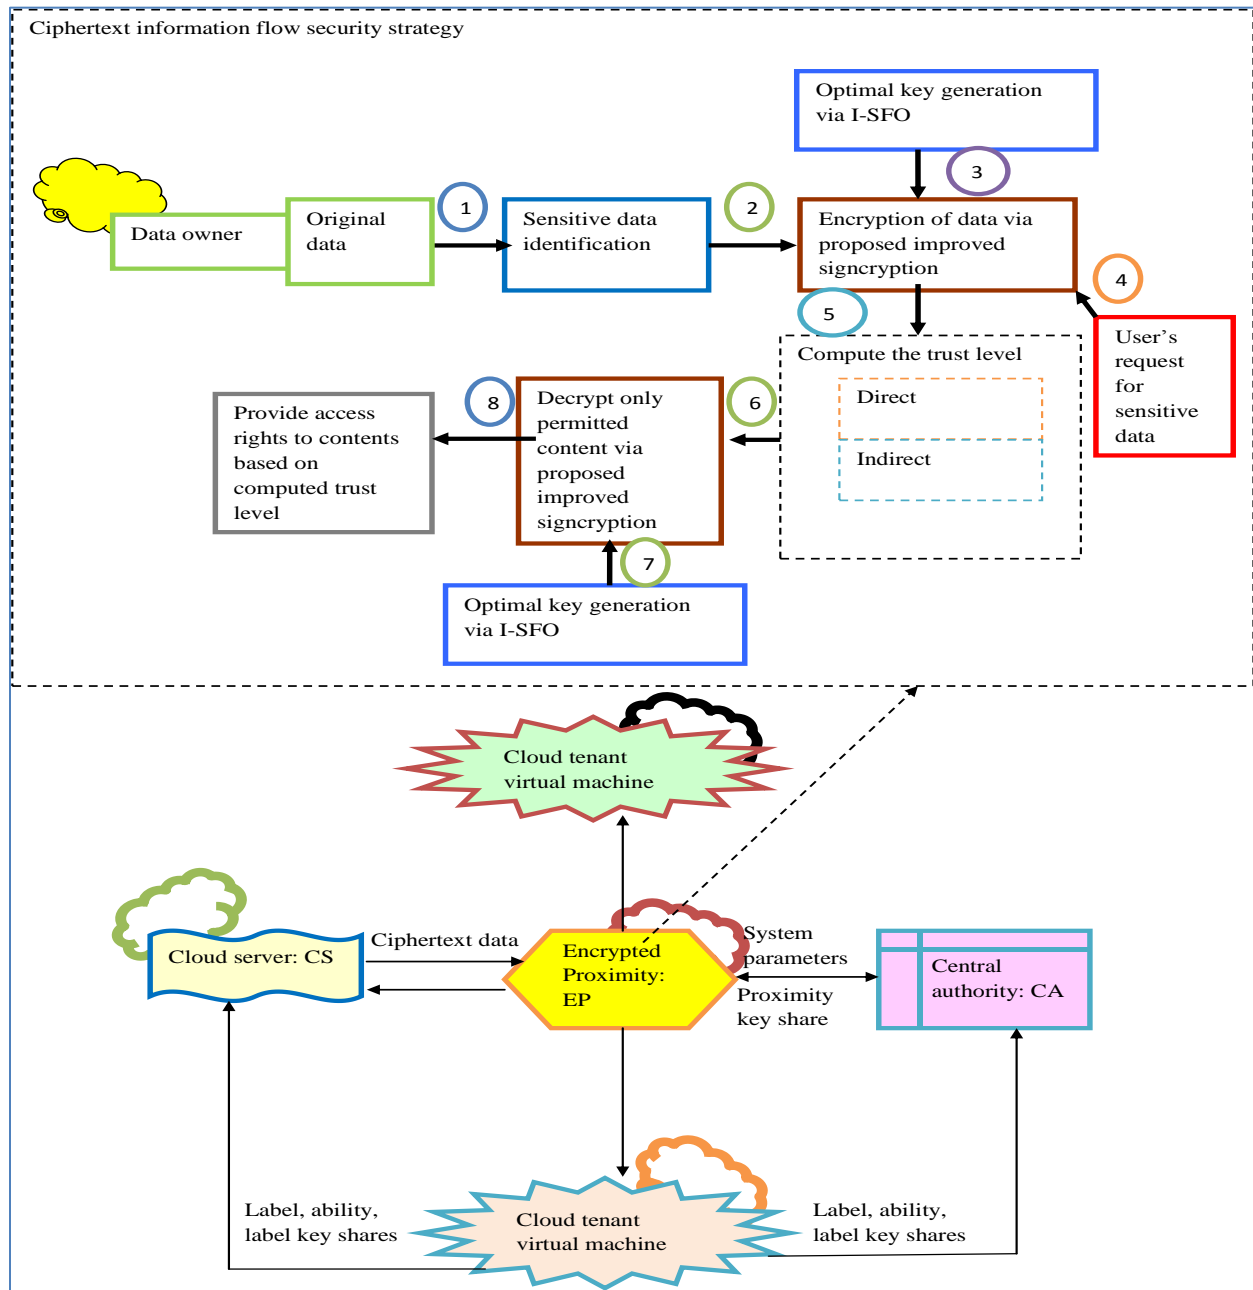 Ciphertext information flow security strategy
Optimal key generation
via I-SFO
3
Data owner
Original
data
1
Sensitive data
identification
2
Encryption of data via
proposed improved
signcryption
4
5
User's
request
for
sensitive
data
Compute the trust level
Direct
Indirect
6
Decrypt only
permitted
content via
proposed
improved
signcryption
8
Provide access
rights to contents
based on
computed trust
level
7
Optimal key generation
via I-SFO
Cloud tenant
virtual machine
Cloud server: CS
Ciphertext data
Encrypted
Proximity:
EP
System
parameters
Proximity
key share
Central
authority: CA
Label, ability,
label key shares
Cloud tenant
virtual machine
Label, ability,
label key shares